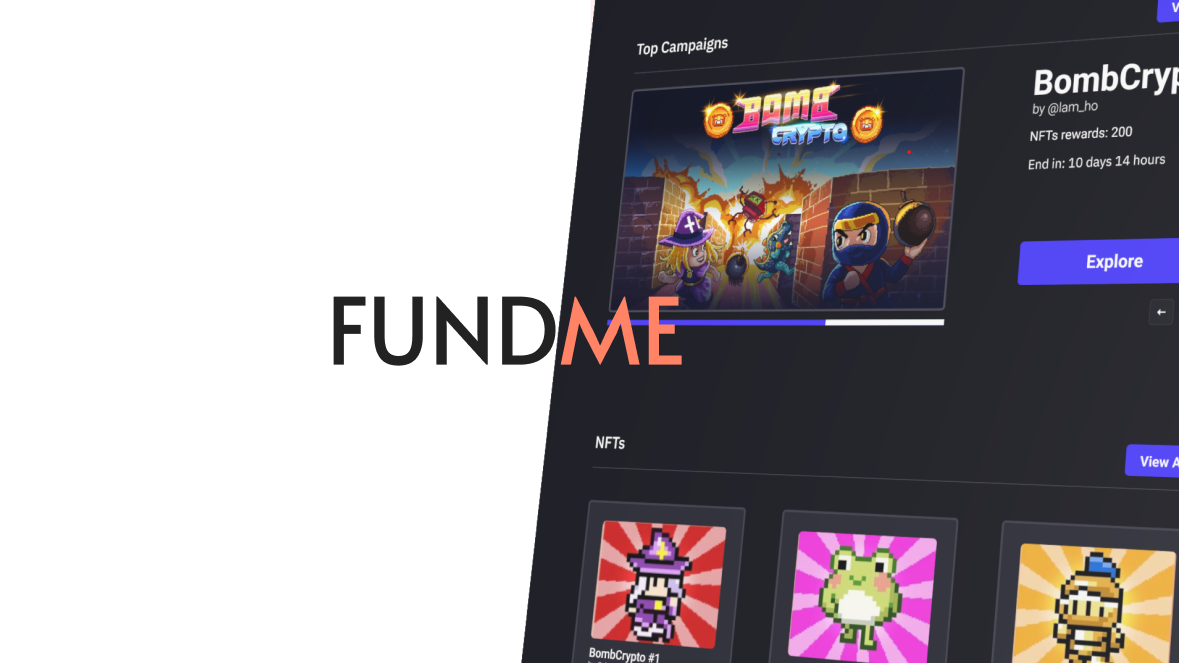 Top Campaigns
BOMB
CRYPTO
by @lam_ho
NFTs rewards: 200
End in: 10 days 14 hours
Explore
FUNDME
NFTs
View
BombCrypto #1